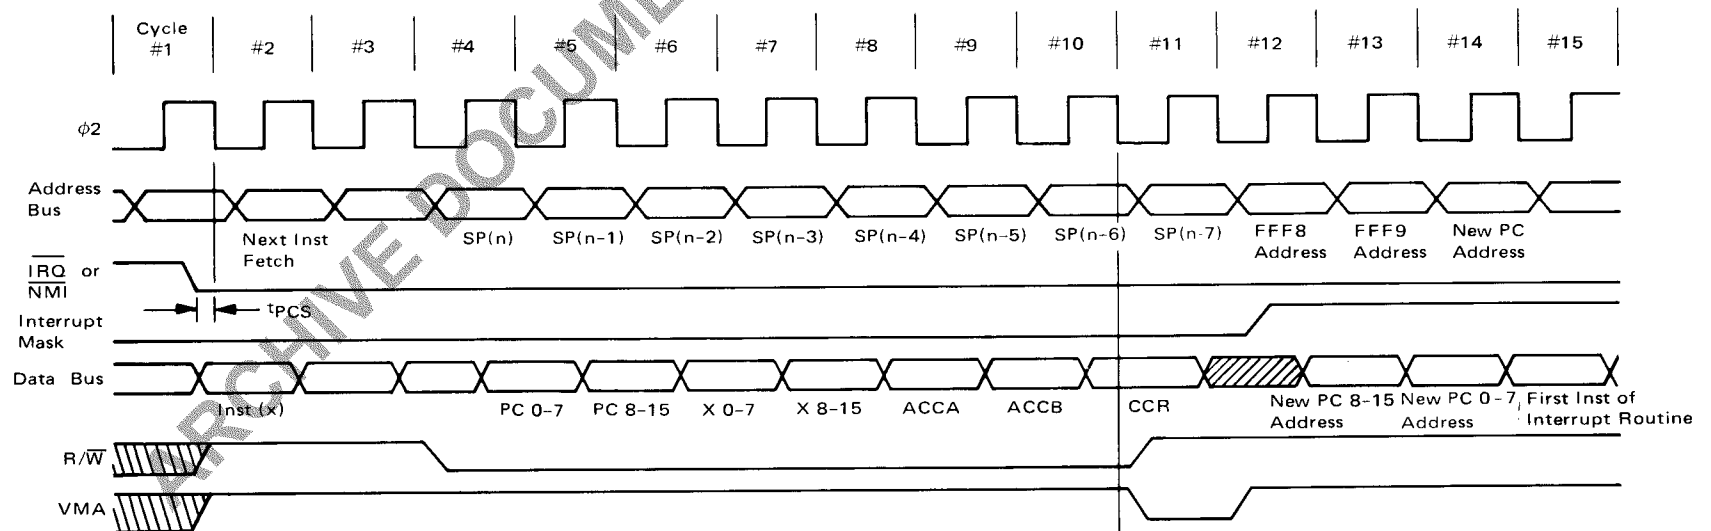 Cycle
#1 #2 #3 #4 #5 #6 #7 #8 #9 #10 #11 #12 #13 #14 #15
φ2
Address
Bus
Next Inst
Fetch
SP(n) SP(n-1) SP(n-2) SP(n-3) SP(n-4) SP(n-5) SP(n-6) SP(n-7)
FFF8
Address
FFF9
Address
New PC
Address
IRQ or
NMI
tPCS
Interrupt
Mask
Data Bus
Inst (x) PC 0-7 PC 8-15 X 0-7 X 8-15 ACCA ACCB CCR
New PC 8-15
Address
New PC 0-7
Address
First Inst of
Interrupt Routine
R/W
VMA
ARCHIVE DOCUME